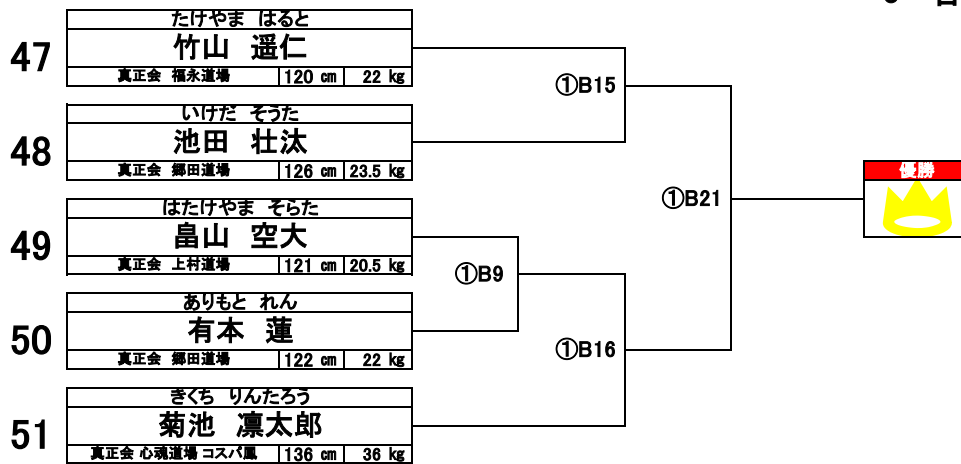 47
たけやま はると
竹山 遥仁
真正会 福永道場 120 cm 22 kg
①B15
48
いけだ そうた
池田 壮汰
真正会 郷田道場 126 cm 23.5 kg
①B21
優勝
49
はたけやま そらた
畠山 空大
真正会 上村道場 121 cm 20.5 kg
①B9
50
ありもと れん
有本 蓮
真正会 郷田道場 122 cm 22 kg
①B16
51
きくち りんたろう
菊池 凛太郎
真正会 心魂道場 コスパ鳳 136 cm 36 kg